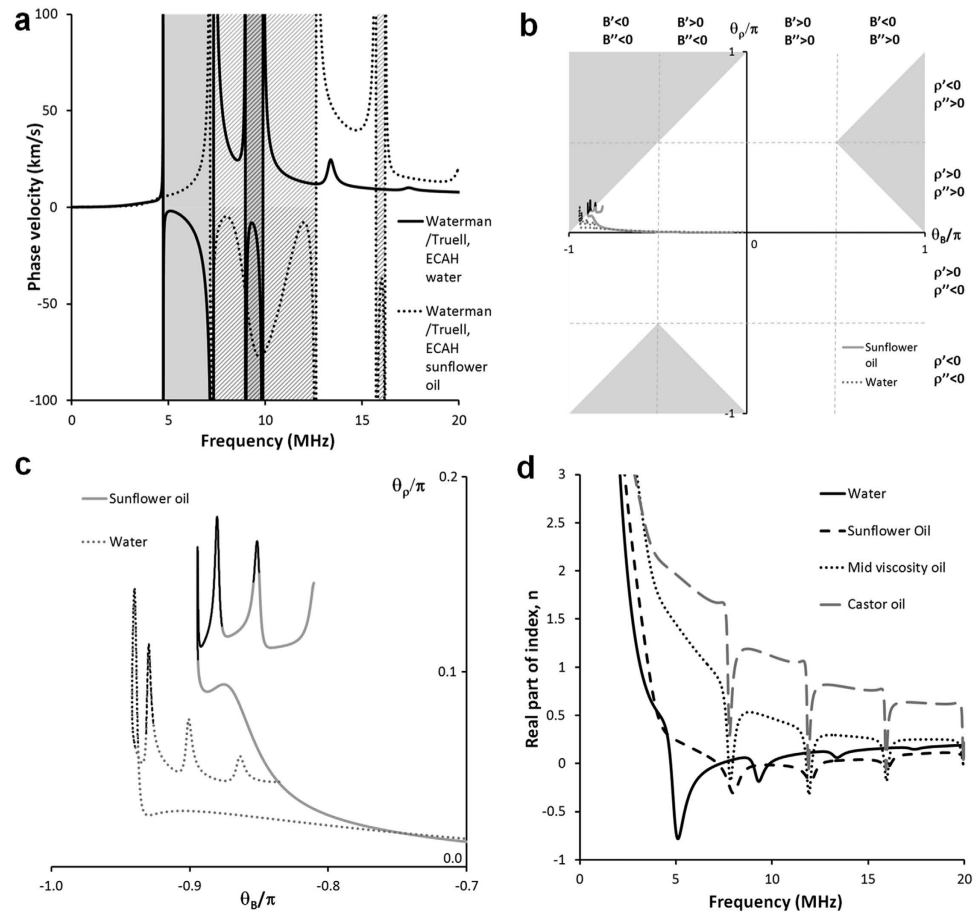 a
100
50
0
-50
-100
Phase velocity (km/s)
0 5 10 15 20
Frequency (MHz)
Waterman
/Truell,
ECAH
water
Waterman
/Truell,
ECAH
sunflower
oil
b
B'<0 B'>0 θρ/π B'>0 B'<0
B''<0 B''<0 B''>0 B''>0
1
ρ'<0
ρ''>0
ρ'>0
ρ''>0
-1 0 θB/π 1
ρ'>0
ρ''<0
Sunflower
oil
Water
ρ'<0
ρ''<0
-1
c
0.2
θρ/π
Sunflower oil
Water
0.1
0.0
-1.0 -0.9 -0.8 -0.7
θB/π
d
3
2.5
2
1.5
1
0.5
0
-0.5
-1
Real part of index, n
Water
Sunflower Oil
Mid viscosity oil
Castor oil
0 5 10 15 20
Frequency (MHz)